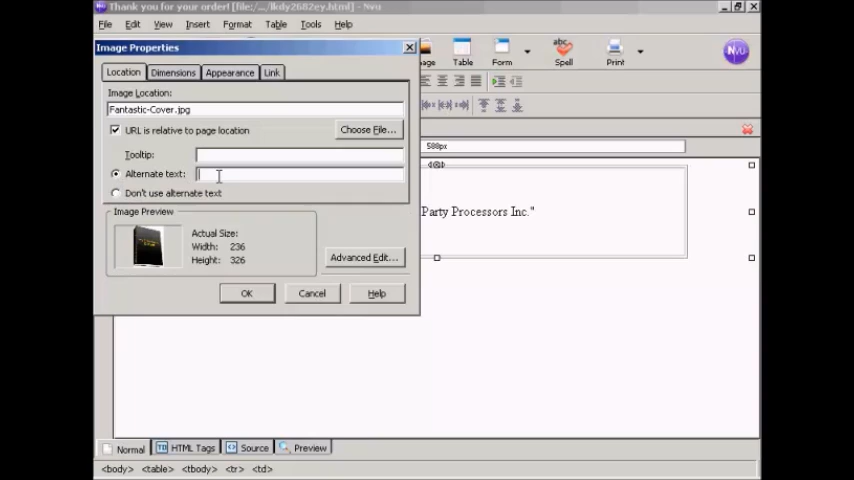 Thank you for your order! [file:/.../lkdy2682ey.html] - Nvu
File Edit View Insert Format Table Tools Help
Image Properties
Table Form Spell Print
Location Dimensions Appearance Link
Image Location:
Fantastic-Cover.jpg
URL is relative to page location
Choose File...
588px
Tooltip:
Alternate text:
Don't use alternate text
Party Processors Inc."
Image Preview
Actual Size:
Width: 236
Height: 326
Advanced Edit...
OK Cancel Help
Normal HTML Tags Source Preview
<body> <table> <tbody> <tr> <td>